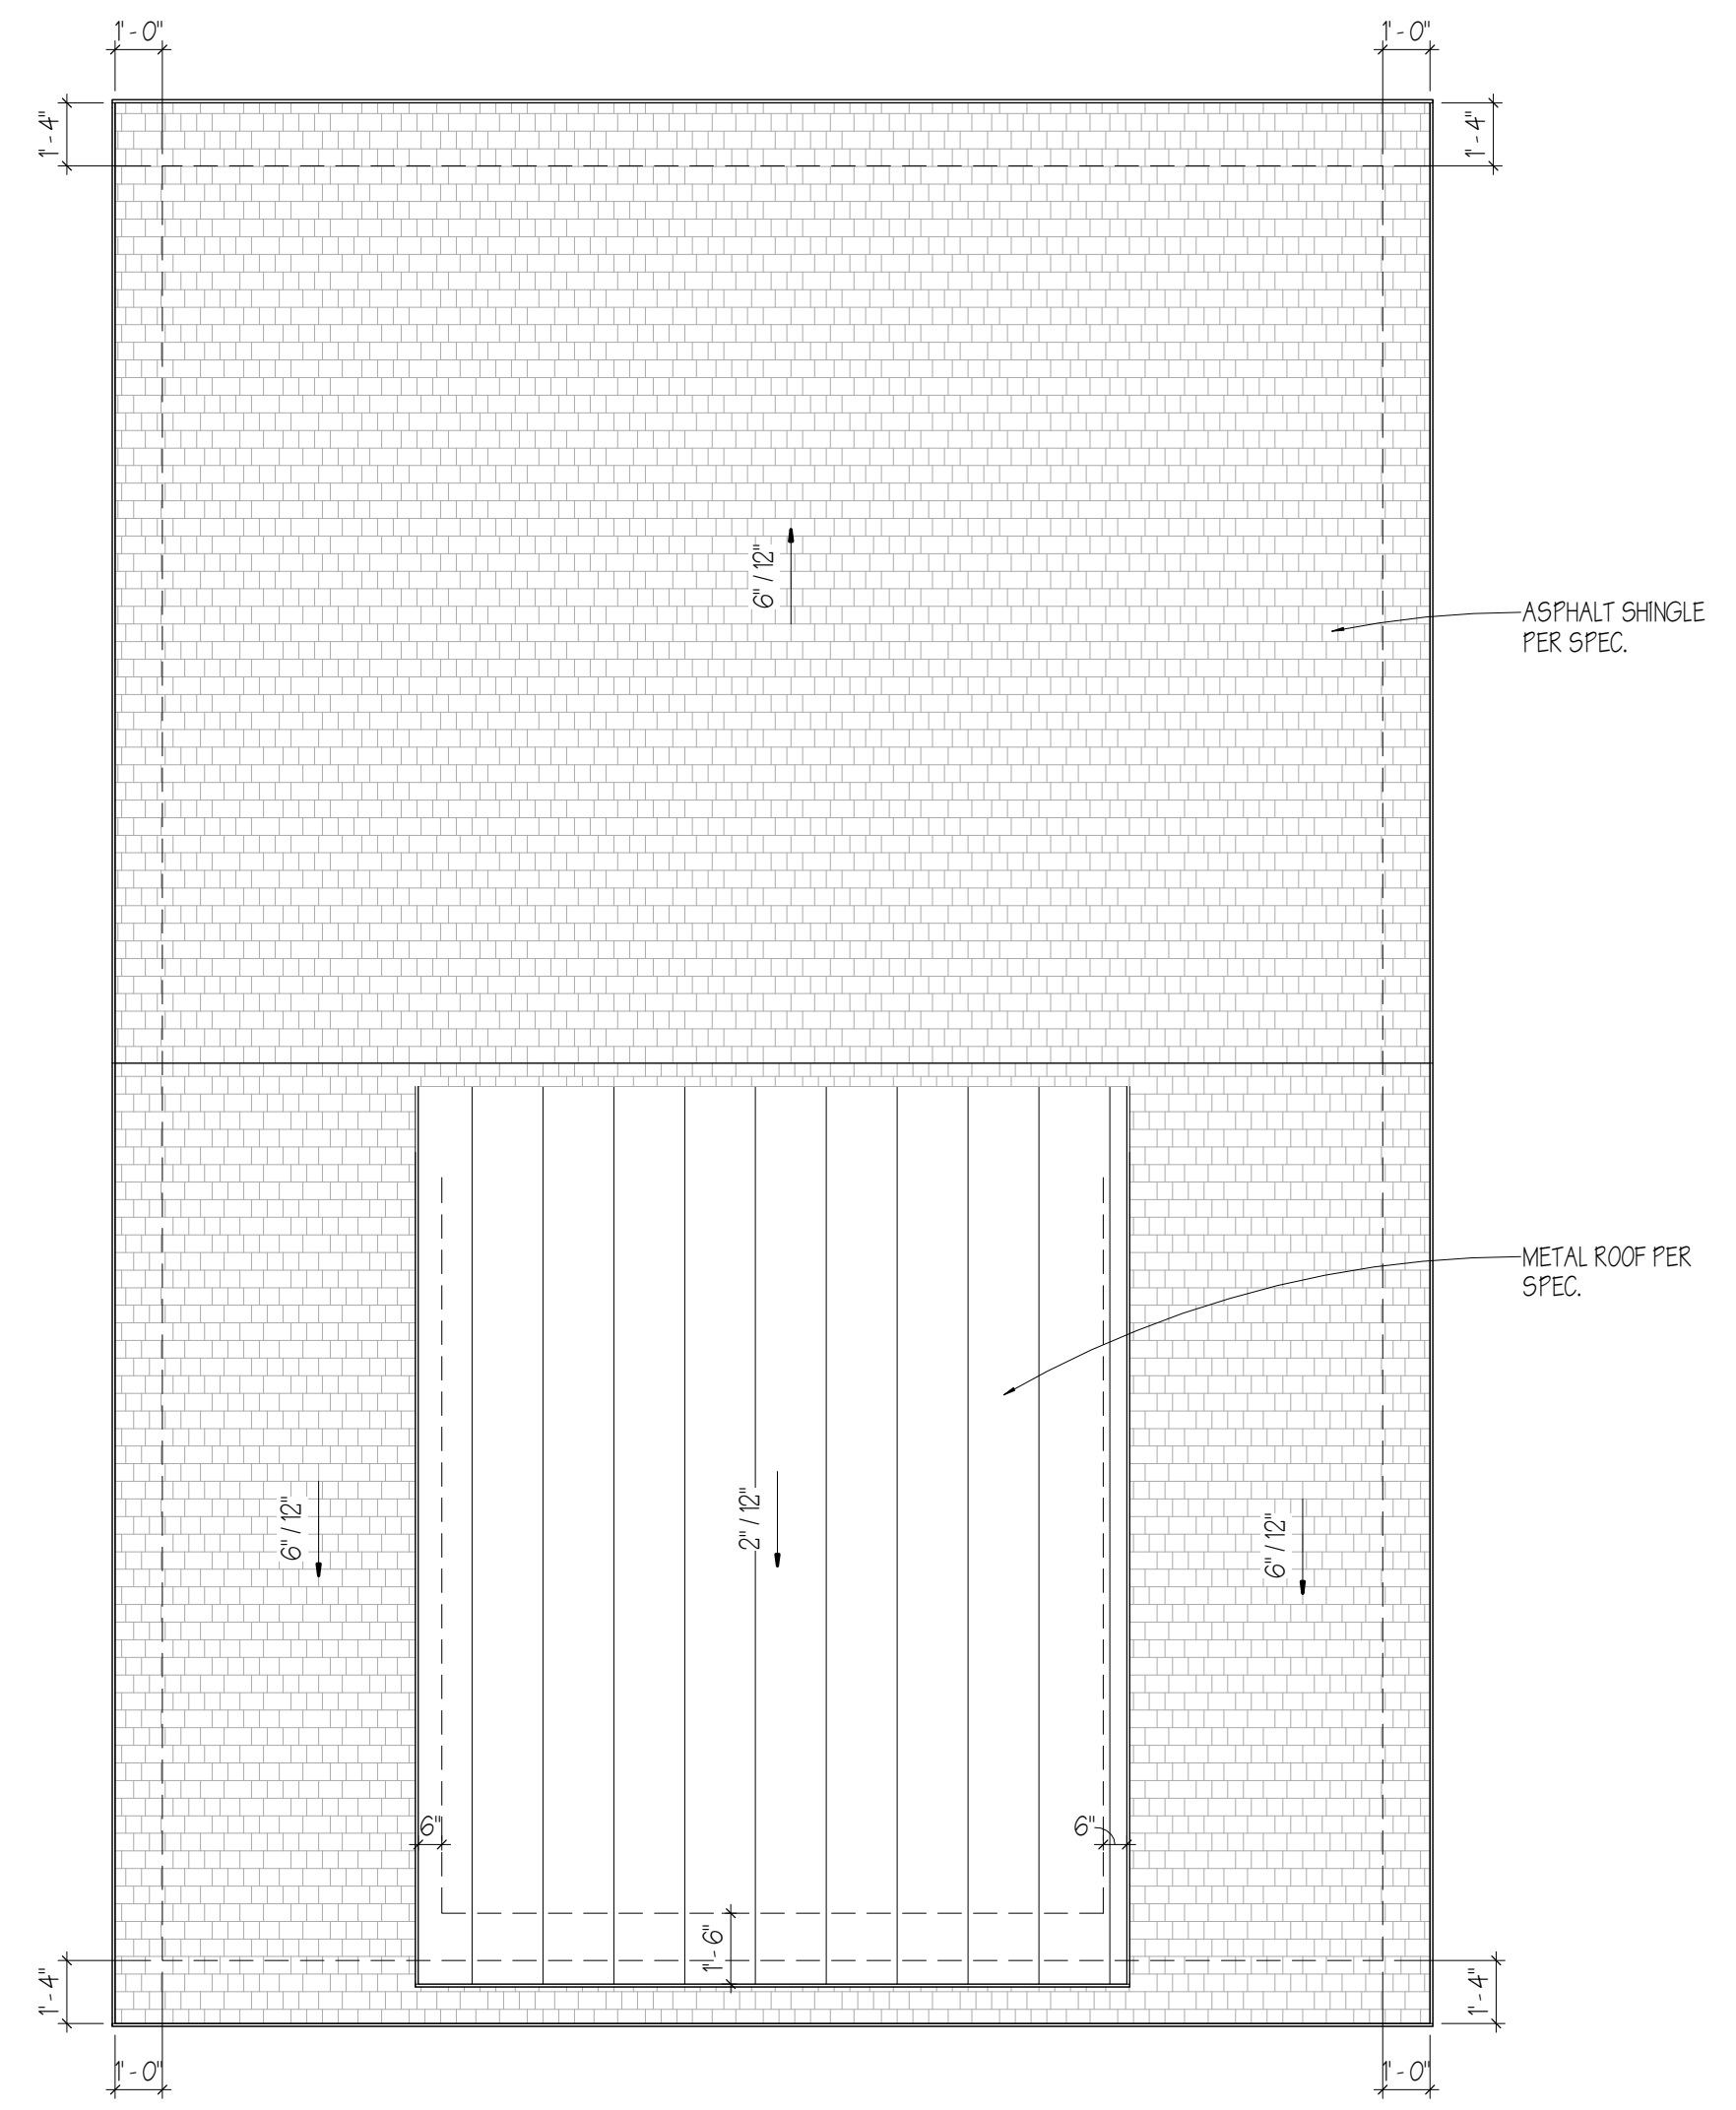 1'-0"
1'-0"
1'-4"
1'-4"
6" / 12"
ASPHALT SHINGLE
PER SPEC.
METAL ROOF PER
SPEC.
6" / 12"
2" / 12"
6" / 12"
6"
6"
1'-6"
1'-4"
1'-4"
1'-0"
1'-0"